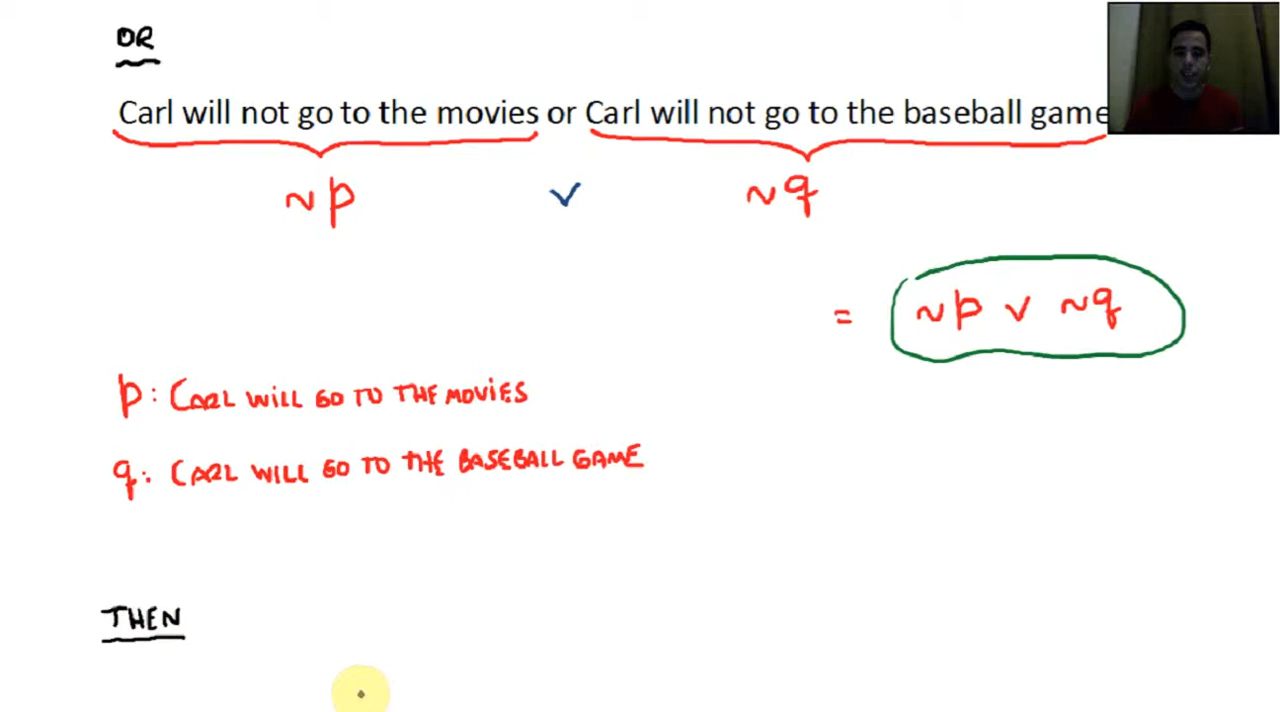 OR
Carl will not go to the movies or Carl will not go to the baseball game
~p ∨ ~q
= ~p ∨ ~q
p: CARL WILL GO TO THE MOVIES
q: CARL WILL GO TO THE BASEBALL GAME
THEN